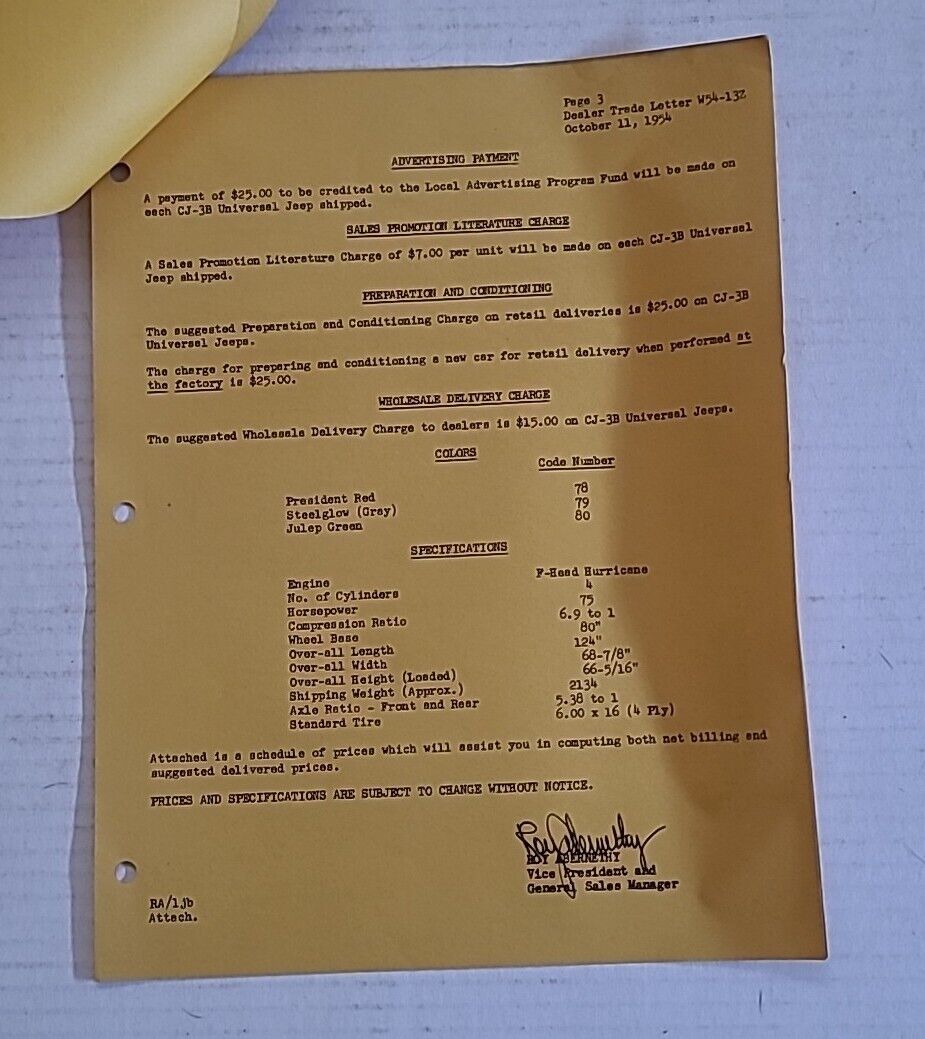 Page 3
Dealer Trade Letter W54-13Z
October 11, 1954
ADVERTISING PAYMENT
A payment of $25.00 to be credited to the Local Advertising Program Fund will be made on
each CJ-3B Universal Jeep shipped.
SALES PROMOTION LITERATURE CHARGE
A Sales Promotion Literature Charge of $7.00 per unit will be made on each CJ-3B Universal
Jeep shipped.
PREPARATION AND CONDITIONING
The suggested Preparation and Conditioning Charge on retail deliveries is $25.00 on CJ-3B
Universal Jeeps.
The charge for preparing and conditioning a new car for retail delivery when performed at
the factory is $25.00.
WHOLESALE DELIVERY CHARGE
The suggested Wholesale Delivery Charge to dealers is $15.00 on CJ-3B Universal Jeeps.
COLORS
Code Number
President Red 78
Steelglow (Gray) 79
Julep Green 80
SPECIFICATIONS
Engine F-Head Hurricane
No. of Cylinders 4
Horsepower 75
Compression Ratio 6.9 to 1
Wheel Base 80"
Over-all Length 124"
Over-all Width 68-7/8"
Over-all Height (Loaded) 66-5/16"
Shipping Weight (Approx.) 2134
Axle Ratio - Front and Rear 5.38 to 1
Standard Tire 6.00 x 16 (4 Ply)
Attached is a schedule of prices which will assist you in computing both net billing and
suggested delivered prices.
PRICES AND SPECIFICATIONS ARE SUBJECT TO CHANGE WITHOUT NOTICE.
Roy Abernethy
ROY ABERNETHY
Vice President and
General Sales Manager
RA/ljb
Attach.